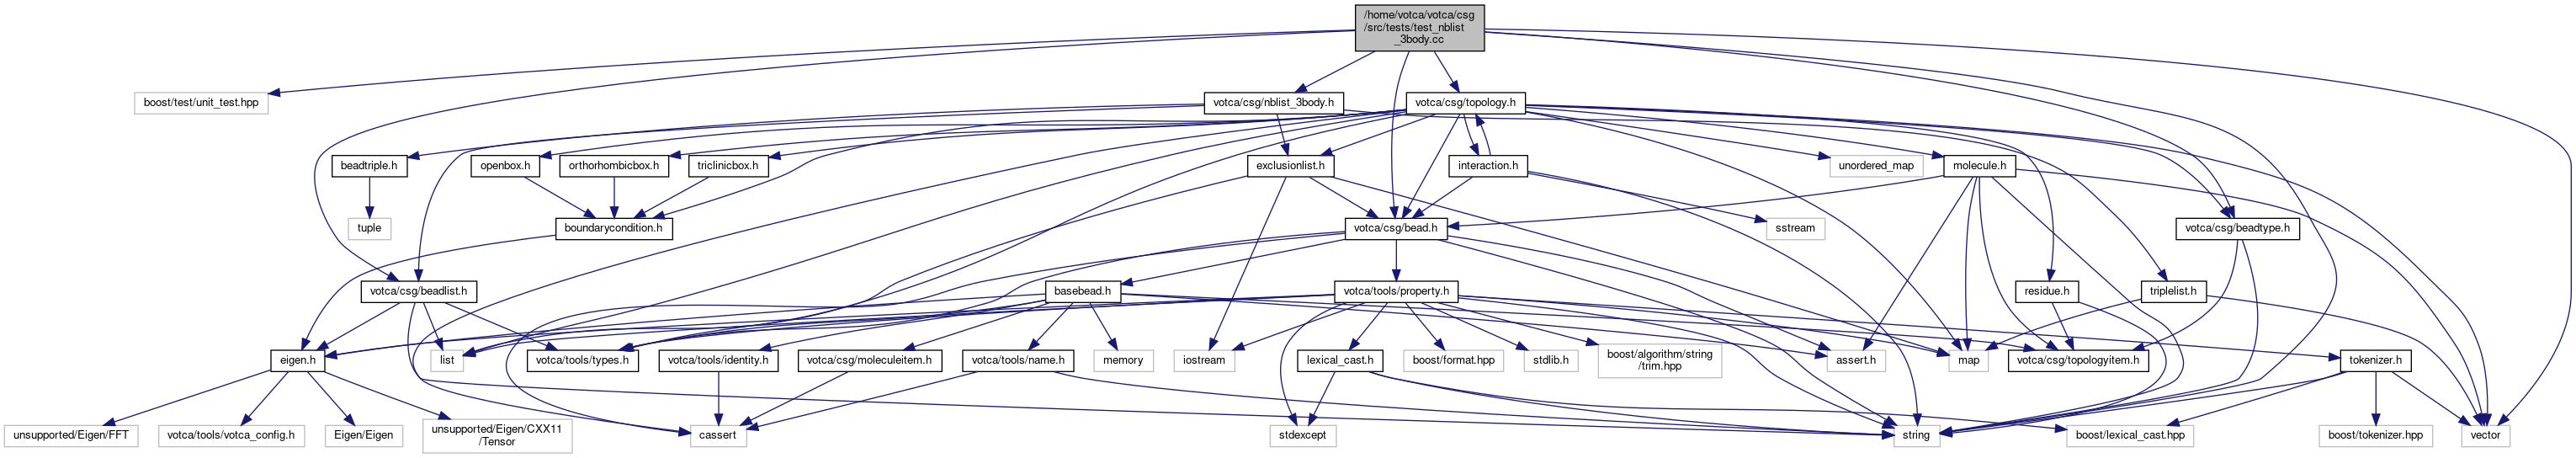 /home/votca/votca/csg
/src/tests/test_nblist
_3body.cc
boost/test/unit_test.hpp
votca/csg/nblist_3body.h
votca/csg/topology.h
beadtriple.h
openbox.h
orthorhombicbox.h
triclinicbox.h
exclusionlist.h
interaction.h
unordered_map
molecule.h
tuple
boundarycondition.h
votca/csg/bead.h
sstream
votca/csg/beadtype.h
votca/csg/beadlist.h
basebead.h
votca/tools/property.h
residue.h
triplelist.h
eigen.h
list
votca/tools/types.h
votca/tools/identity.h
votca/csg/moleculeitem.h
votca/tools/name.h
memory
iostream
lexical_cast.h
boost/format.hpp
stdlib.h
boost/algorithm/string
/trim.hpp
assert.h
map
votca/csg/topologyitem.h
tokenizer.h
unsupported/Eigen/FFT
votca/tools/votca_config.h
Eigen/Eigen
unsupported/Eigen/CXX11
/Tensor
cassert
stdexcept
string
boost/lexical_cast.hpp
boost/tokenizer.hpp
vector